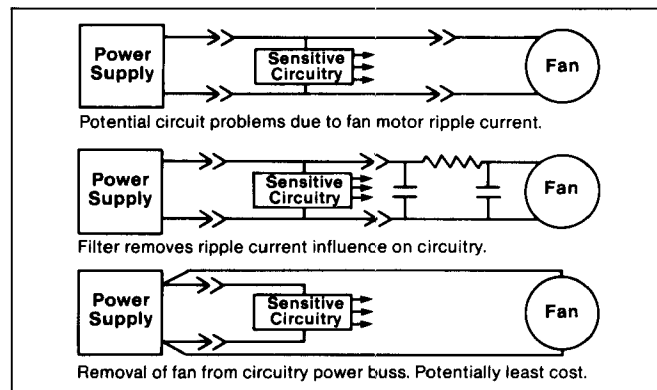 Power
Supply
Sensitive
Circuitry
Fan
Potential circuit problems due to fan motor ripple current.
Power
Supply
Sensitive
Circuitry
Fan
Filter removes ripple current influence on circuitry.
Power
Supply
Sensitive
Circuitry
Fan
Removal of fan from circuitry power buss. Potentially least cost.